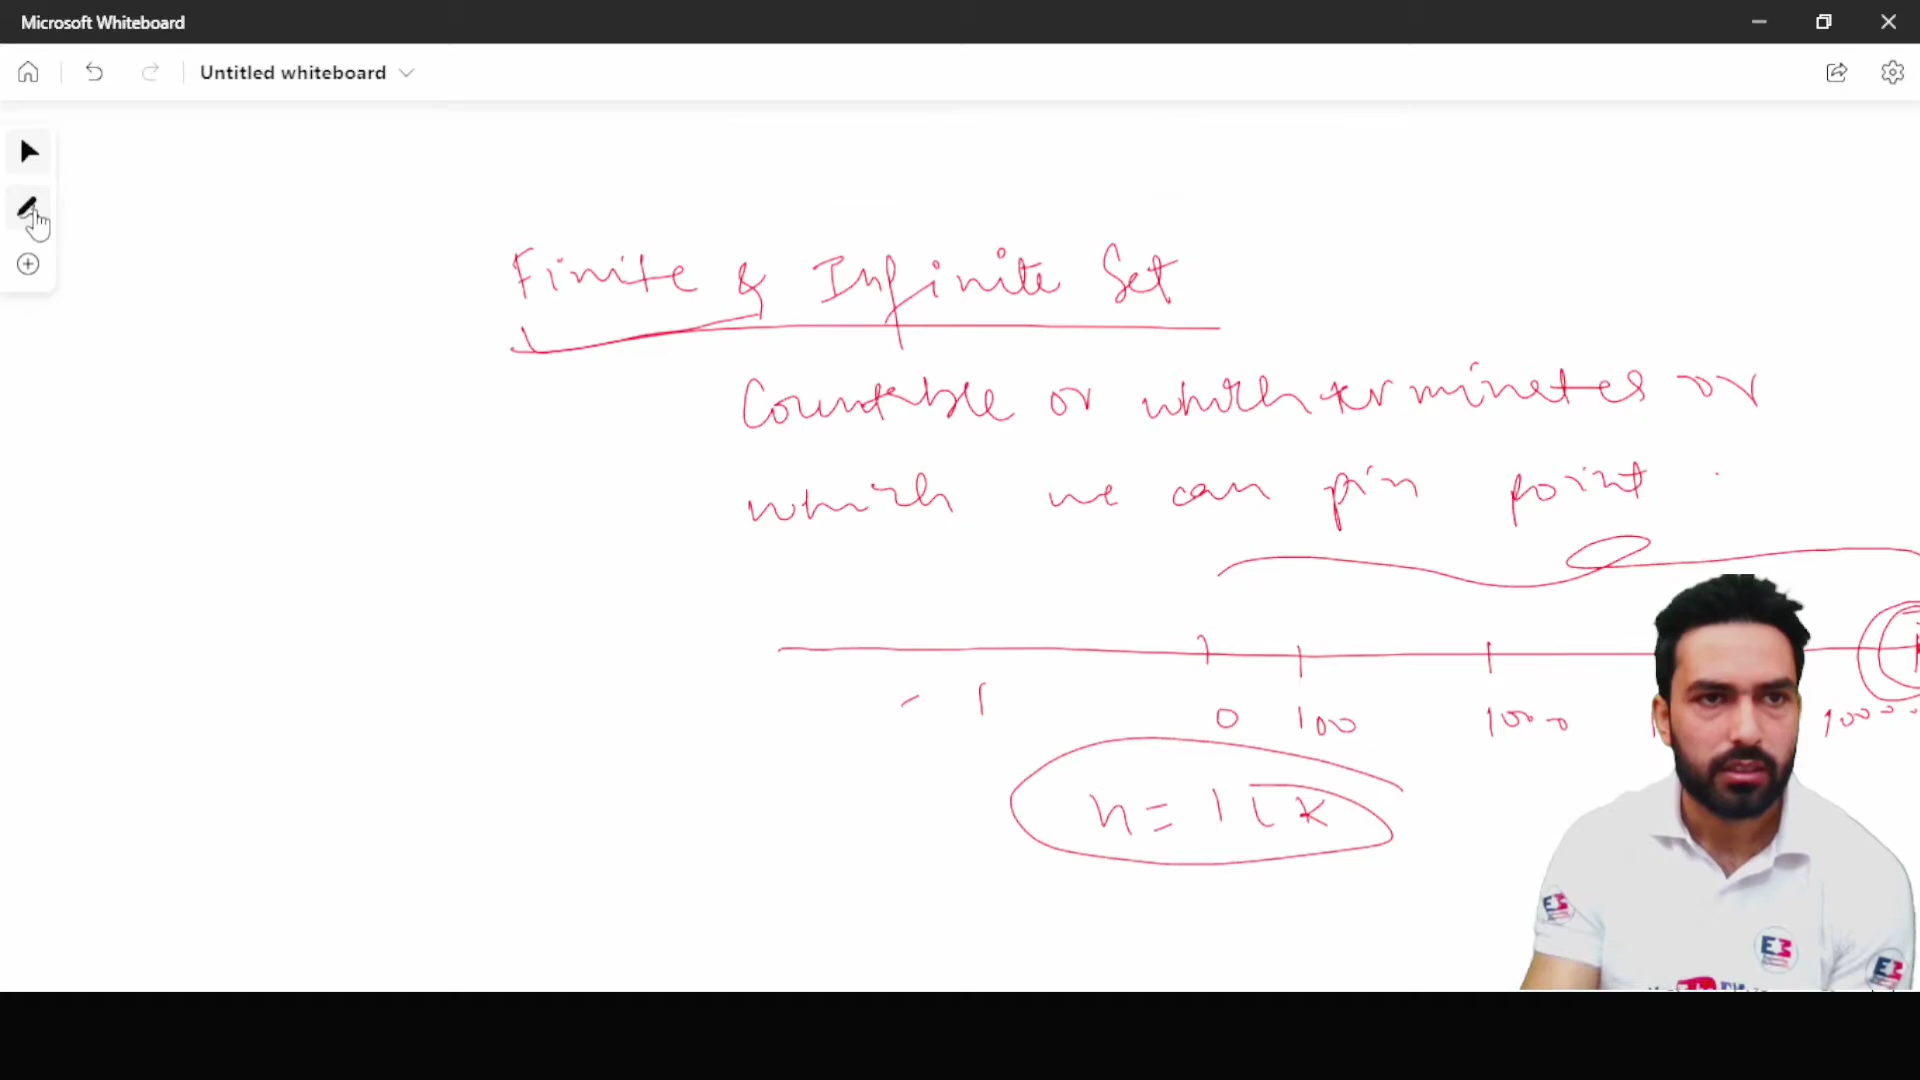 Microsoft Whiteboard
Untitled whiteboard
Finite & Infinite Set
Countable or which terminates or
which we can pin point
- 1 0 100 1000
n =